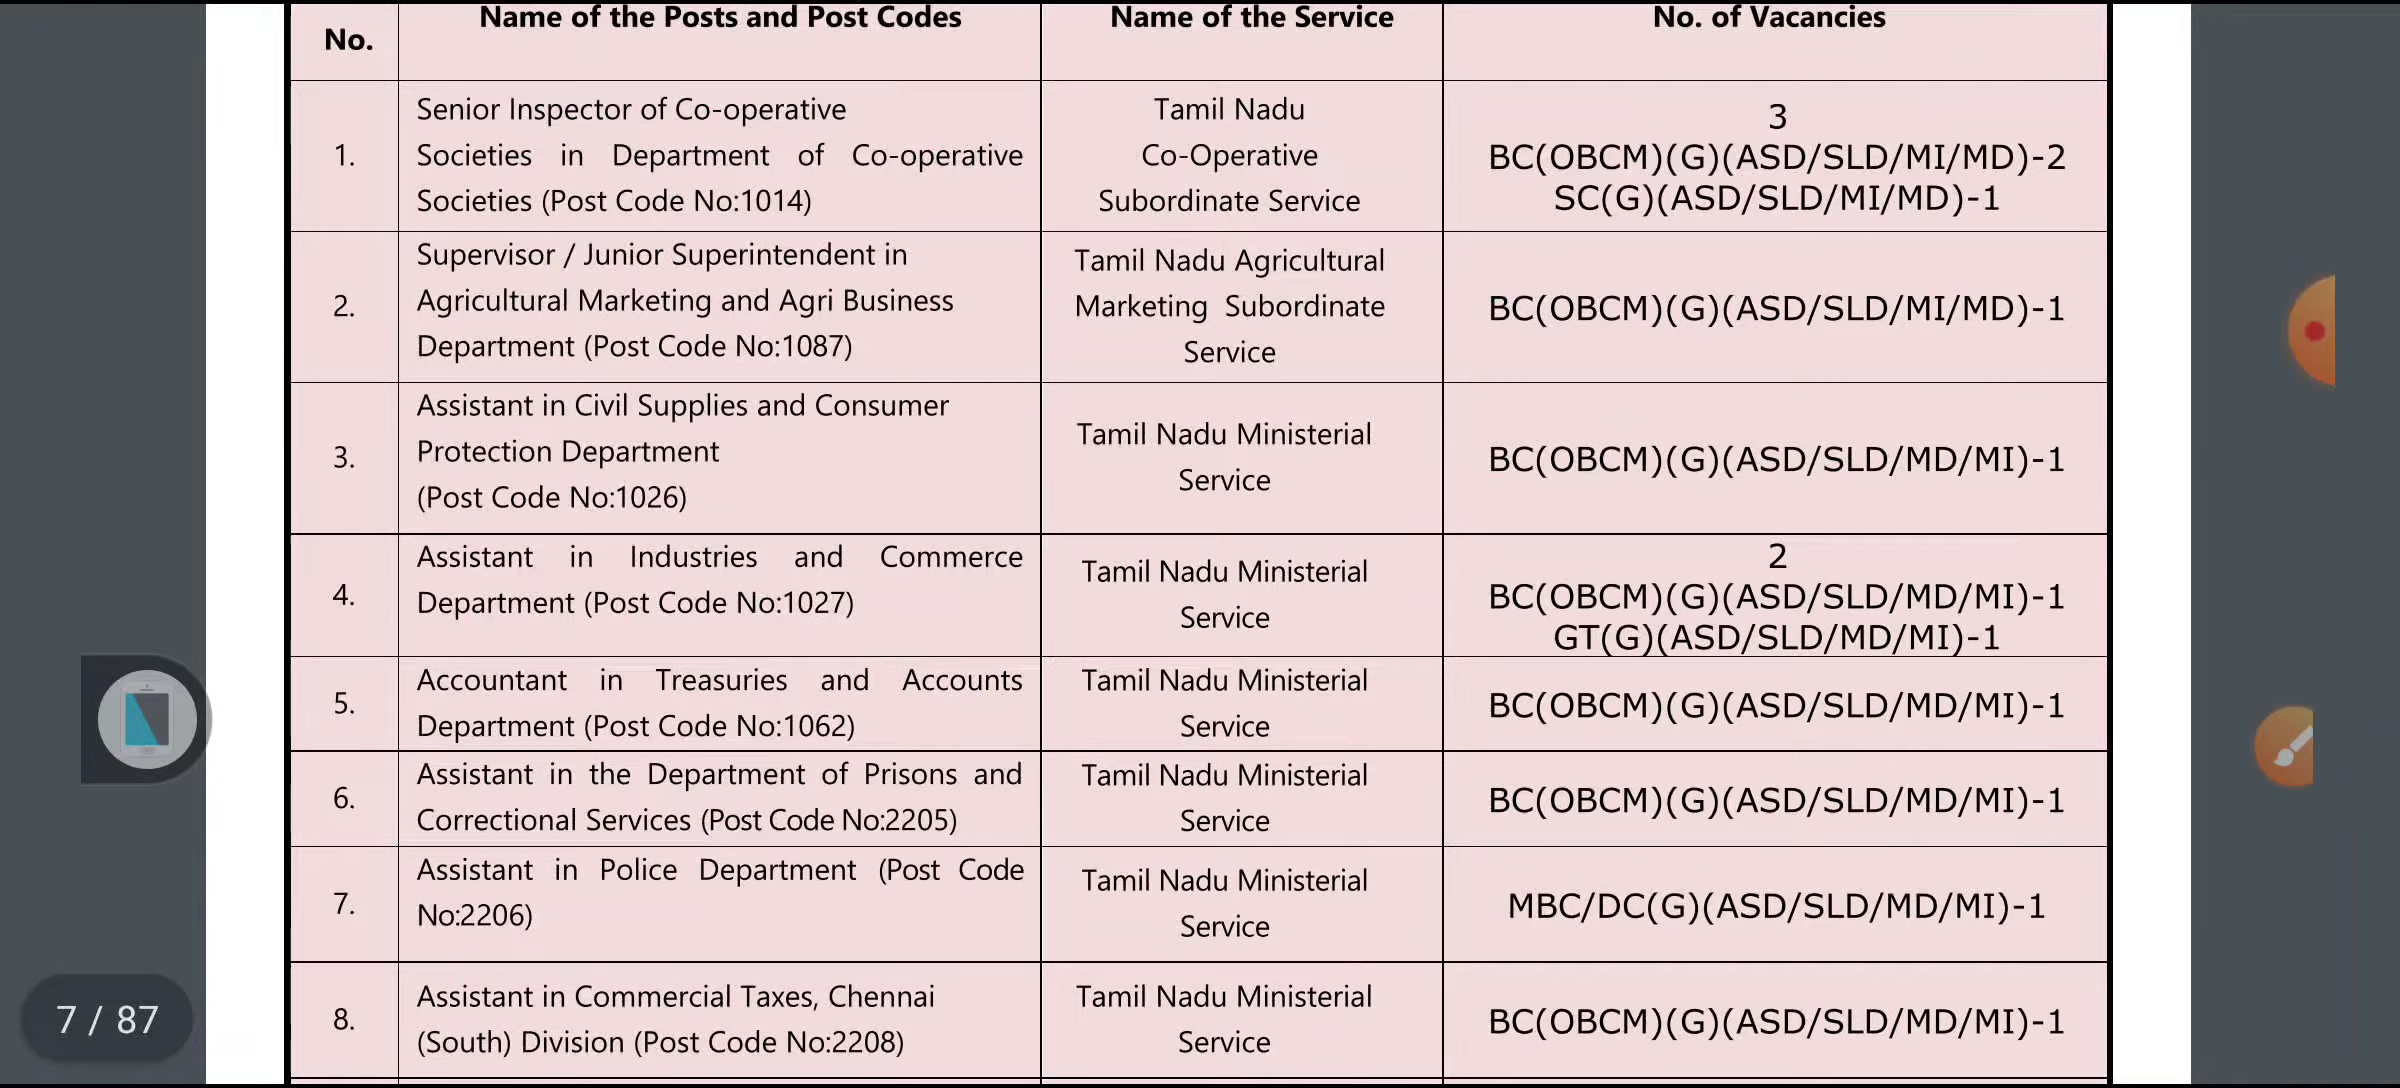 No.
Name of the Posts and Post Codes
Name of the Service
No. of Vacancies
1.
Senior Inspector of Co-operative
Societies in Department of Co-operative
Societies (Post Code No:1014)
Tamil Nadu
Co-Operative
Subordinate Service
3
BC(OBCM)(G)(ASD/SLD/MI/MD)-2
SC(G)(ASD/SLD/MI/MD)-1
2.
Supervisor / Junior Superintendent in
Agricultural Marketing and Agri Business
Department (Post Code No:1087)
Tamil Nadu Agricultural
Marketing Subordinate
Service
BC(OBCM)(G)(ASD/SLD/MI/MD)-1
3.
Assistant in Civil Supplies and Consumer
Protection Department
(Post Code No:1026)
Tamil Nadu Ministerial
Service
BC(OBCM)(G)(ASD/SLD/MD/MI)-1
4.
Assistant in Industries and Commerce
Department (Post Code No:1027)
Tamil Nadu Ministerial
Service
2
BC(OBCM)(G)(ASD/SLD/MD/MI)-1
GT(G)(ASD/SLD/MD/MI)-1
5.
Accountant in Treasuries and Accounts
Department (Post Code No:1062)
Tamil Nadu Ministerial
Service
BC(OBCM)(G)(ASD/SLD/MD/MI)-1
6.
Assistant in the Department of Prisons and
Correctional Services (Post Code No:2205)
Tamil Nadu Ministerial
Service
BC(OBCM)(G)(ASD/SLD/MD/MI)-1
7.
Assistant in Police Department (Post Code
No:2206)
Tamil Nadu Ministerial
Service
MBC/DC(G)(ASD/SLD/MD/MI)-1
8.
Assistant in Commercial Taxes, Chennai
(South) Division (Post Code No:2208)
Tamil Nadu Ministerial
Service
BC(OBCM)(G)(ASD/SLD/MD/MI)-1
7 / 87